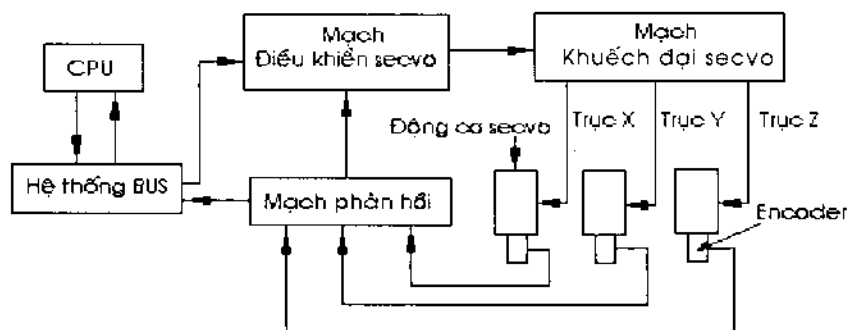 Mạch
Điều khiển secvo
Mạch
Khuếch đại secvo
CPU
Động cơ secvo
Trục X
Trục Y
Trục Z
Hệ thống BUS
Mạch phản hồi
Encoder